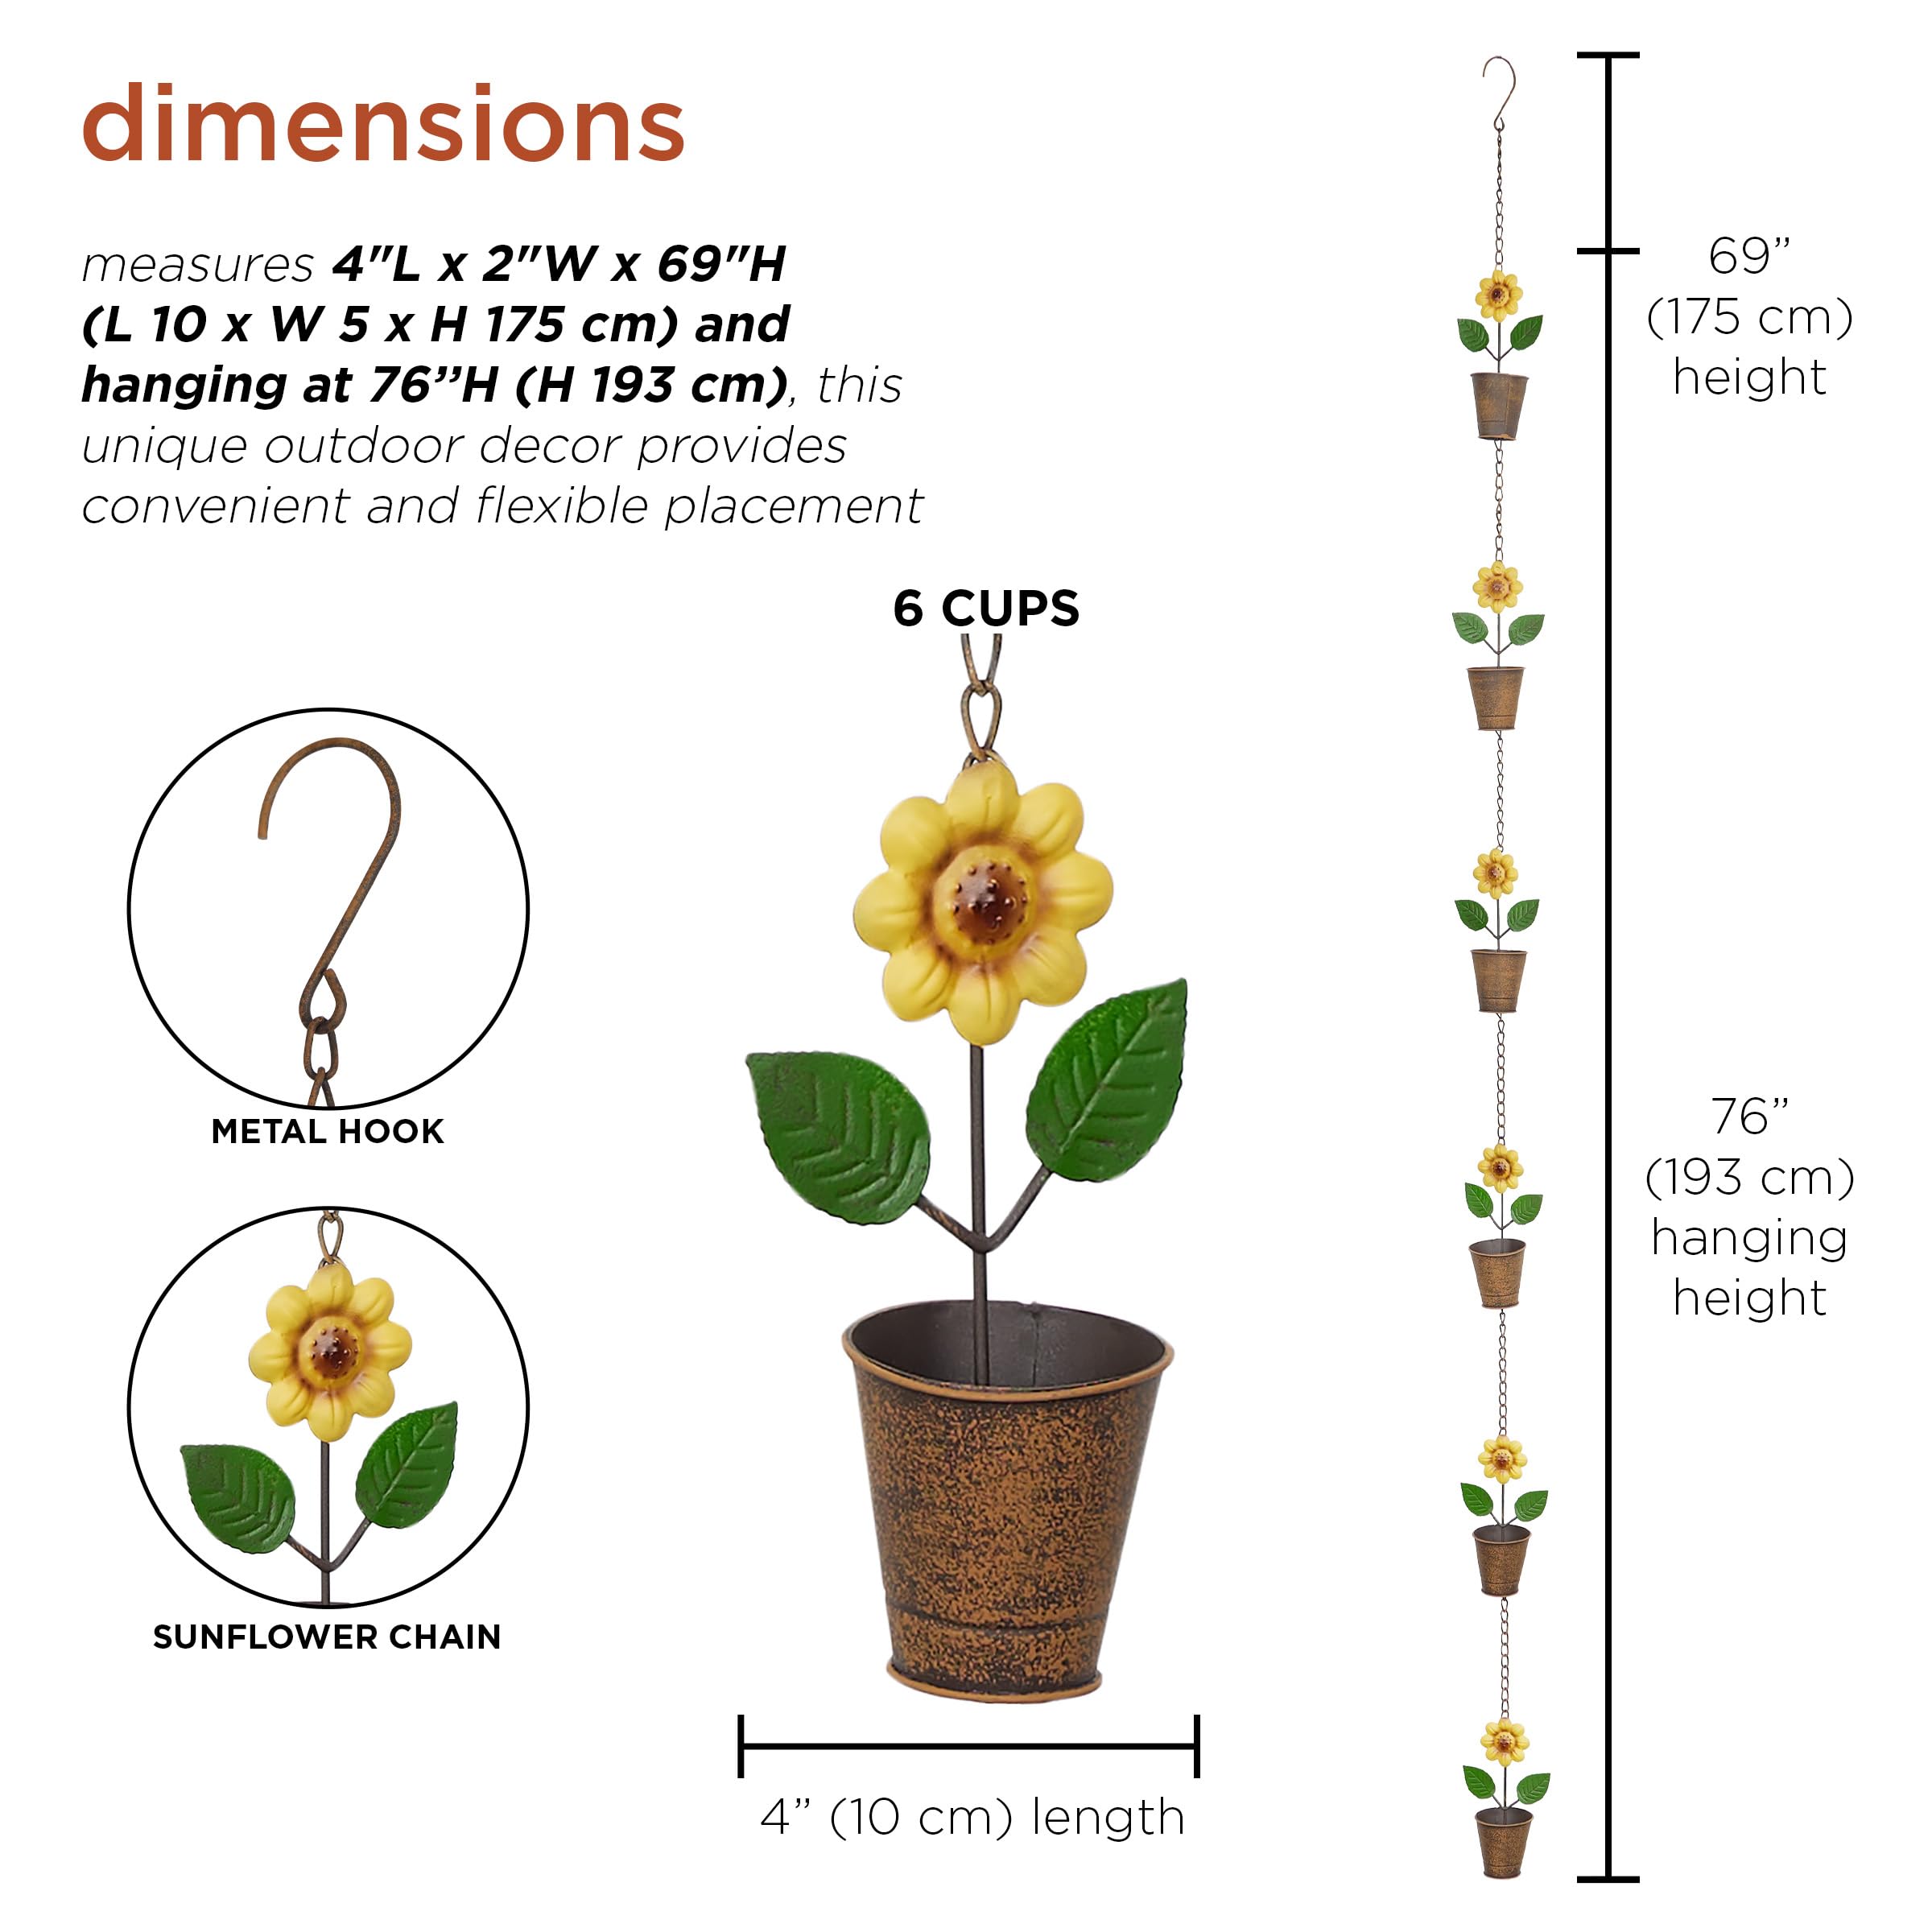 dimensions
measures 4"L x 2"W x 69"H
(L 10 x W 5 x H 175 cm) and
hanging at 76”H (H 193 cm), this
unique outdoor decor provides
convenient and flexible placement
6 CUPS
METAL HOOK
SUNFLOWER CHAIN
4” (10 cm) length
69”
(175 cm)
height
76”
(193 cm)
hanging
height